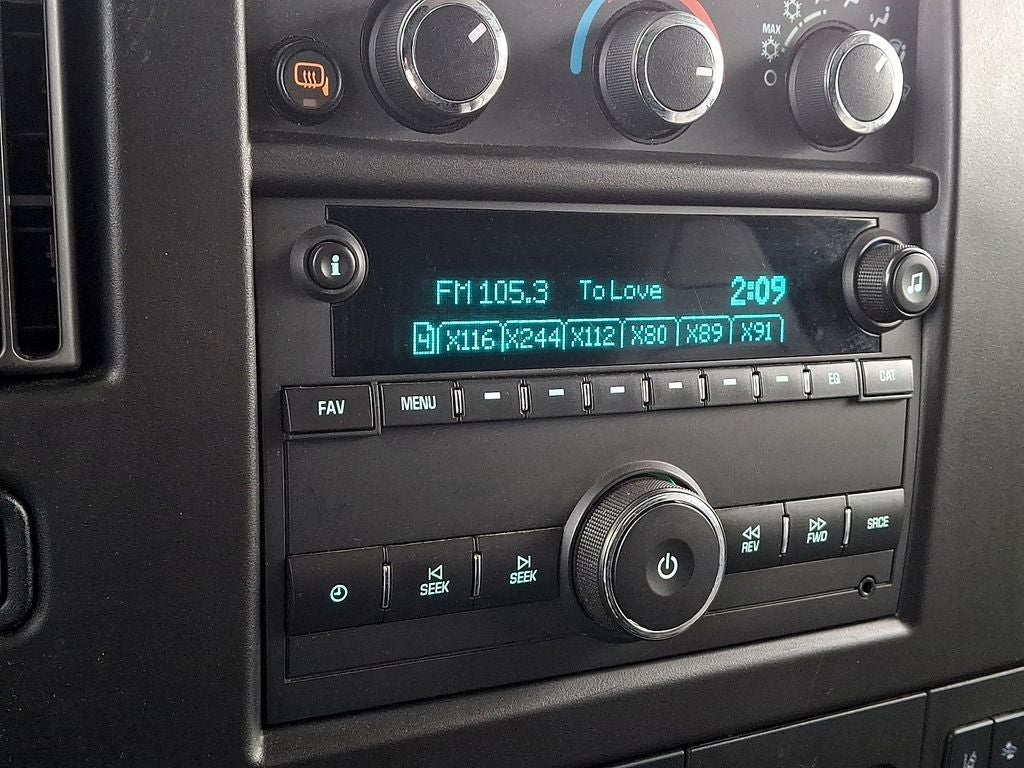 MAX
i
FM 105.3 To Love 2:09
4 X116 X244 X112 X80 X89 X91
FAV MENU EQ CAT
SEEK SEEK REV FWD SRCE